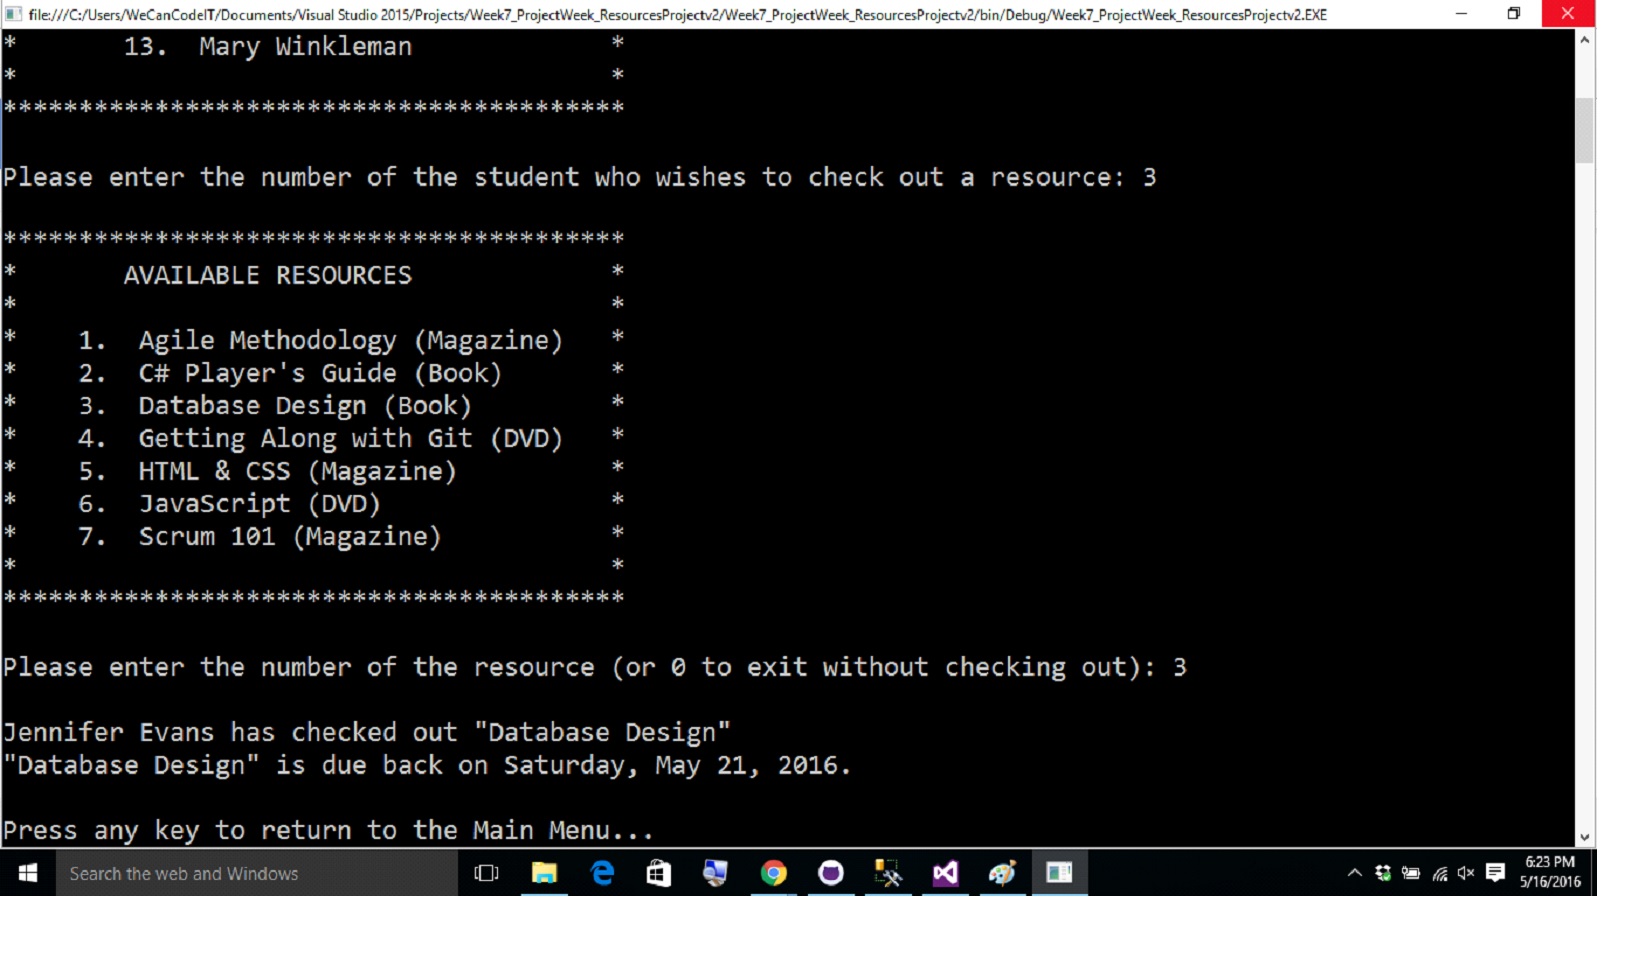 file:///C:/Users/WeCanCodeIT/Documents/Visual Studio 2015/Projects/Week7_ProjectWeek_ResourcesProjectv2/Week7_ProjectWeek_ResourcesProjectv2/bin/Debug/Week7_ProjectWeek_ResourcesProjectv2.EXE
* 13. Mary Winkleman *
* *
*****************************************
Please enter the number of the student who wishes to check out a resource: 3
*****************************************
* AVAILABLE RESOURCES *
* *
* 1. Agile Methodology (Magazine) *
* 2. C# Player's Guide (Book) *
* 3. Database Design (Book) *
* 4. Getting Along with Git (DVD) *
* 5. HTML & CSS (Magazine) *
* 6. JavaScript (DVD) *
* 7. Scrum 101 (Magazine) *
* *
*****************************************
Please enter the number of the resource (or 0 to exit without checking out): 3
Jennifer Evans has checked out "Database Design"
"Database Design" is due back on Saturday, May 21, 2016.
Press any key to return to the Main Menu...
Search the web and Windows
6:23 PM
5/16/2016